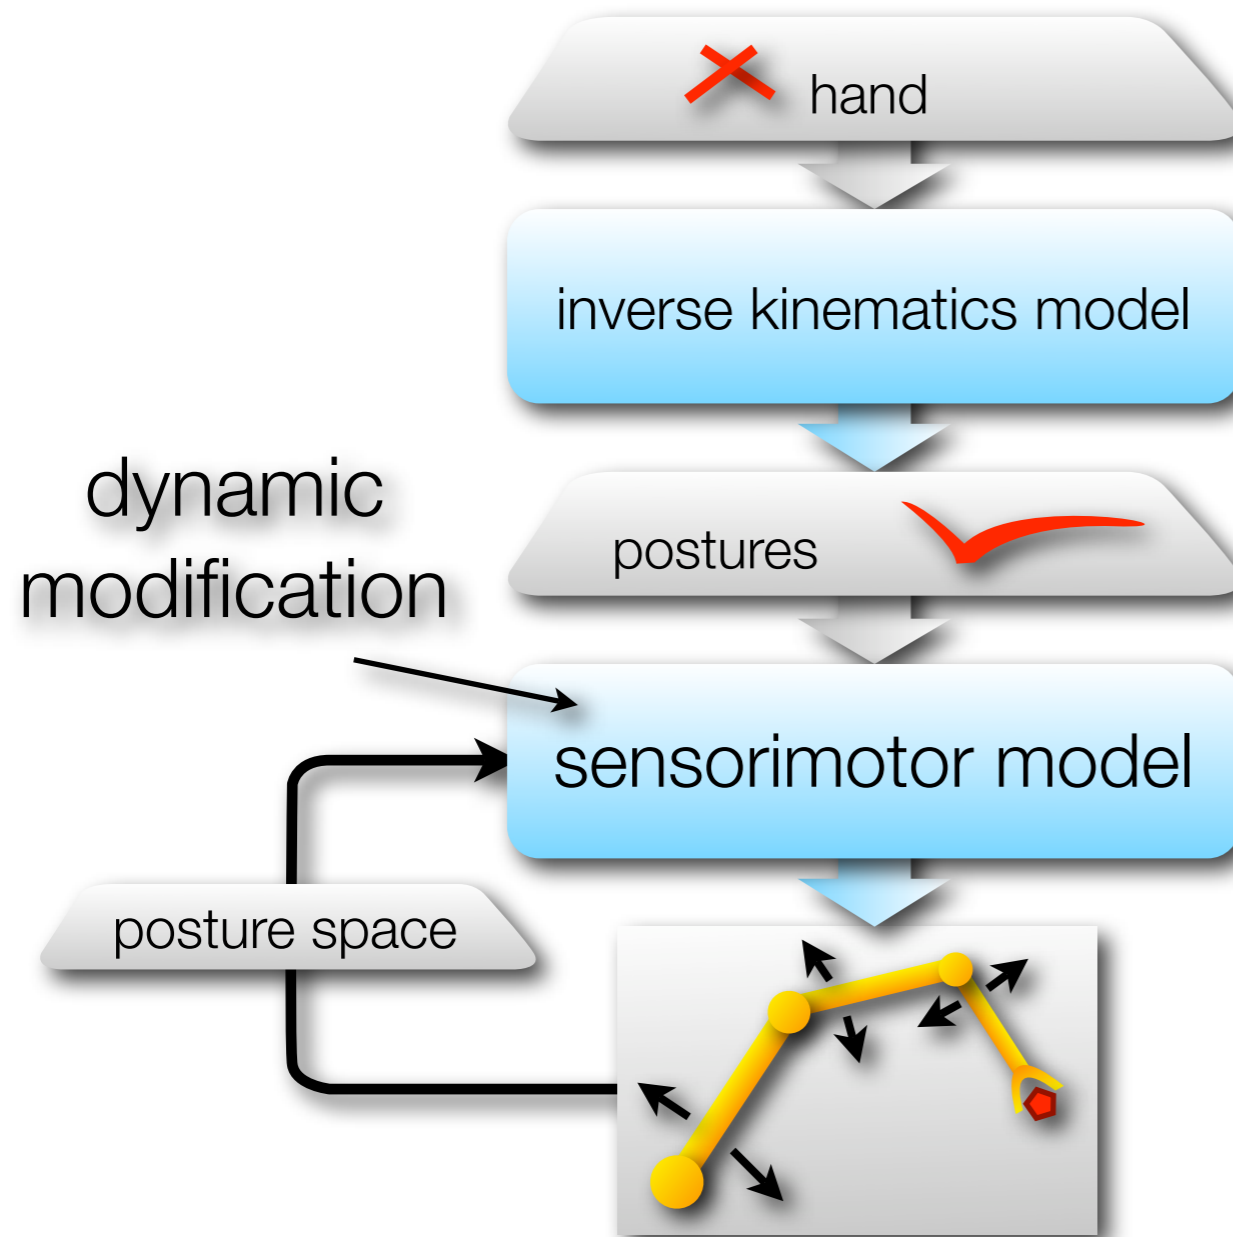 hand
inverse kinematics model
dynamic
modification
postures
sensorimotor model
posture space